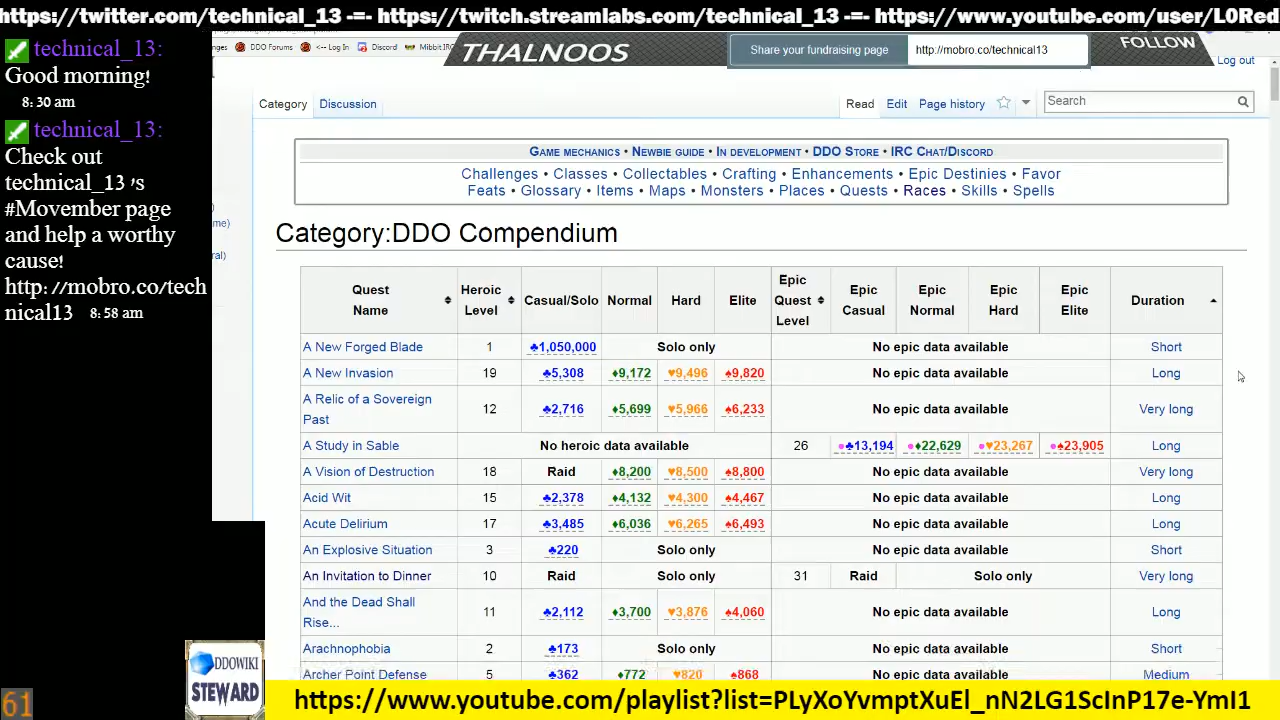 https://twitter.com/technical_13 -=- https://twitch.streamlabs.com/technical_13 -=- https://www.youtube.com/user/L0Red
technical_13:
Good morning!
8:30 am
technical_13:
Check out
technical_13's
#Movember page
and help a worthy
cause!
http://mobro.co/tech
nical13 8:58 am
DDO Forums <-- Log In Discord Mibbit
THALNOOS
Share your fundraising page http://mobro.co/technical13
FOLLOW
Log out
Category Discussion Read Edit Page history Search
GAME MECHANICS • NEWBIE GUIDE • IN DEVELOPMENT • DDO STORE • IRC CHAT/DISCORD
Challenges • Classes • Collectables • Crafting • Enhancements • Epic Destinies • Favor
Feats • Glossary • Items • Maps • Monsters • Places • Quests • Races • Skills • Spells
Category:DDO Compendium
Quest Name Heroic Level Casual/Solo Normal Hard Elite Epic Quest Level Epic Casual Epic Normal Epic Hard Epic Elite Duration
A New Forged Blade 1 ♣1,050,000 Solo only No epic data available Short
A New Invasion 19 ♣5,308 ♦9,172 ♥9,496 ♠9,820 No epic data available Long
A Relic of a Sovereign Past 12 ♣2,716 ♦5,699 ♥5,966 ♠6,233 No epic data available Very long
A Study in Sable No heroic data available 26 ●♣13,194 ●♦22,629 ●♥23,267 ●♠23,905 Long
A Vision of Destruction 18 Raid ♦8,200 ♥8,500 ♠8,800 No epic data available Very long
Acid Wit 15 ♣2,378 ♦4,132 ♥4,300 ♠4,467 No epic data available Long
Acute Delirium 17 ♣3,485 ♦6,036 ♥6,265 ♠6,493 No epic data available Long
An Explosive Situation 3 ♣220 Solo only No epic data available Short
An Invitation to Dinner 10 Raid Solo only 31 Raid Solo only Very long
And the Dead Shall Rise... 11 ♣2,112 ♦3,700 ♥3,876 ♠4,060 No epic data available Long
Arachnophobia 2 ♣173 Solo only No epic data available Short
Archer Point Defense 5 ♣362 ♦772 ♥820 ♠868 No epic data available Medium
DDOWIKI
STEWARD
61
https://www.youtube.com/playlist?list=PLyXoYvmptXuEl_nN2LG1ScInP17e-YmI1